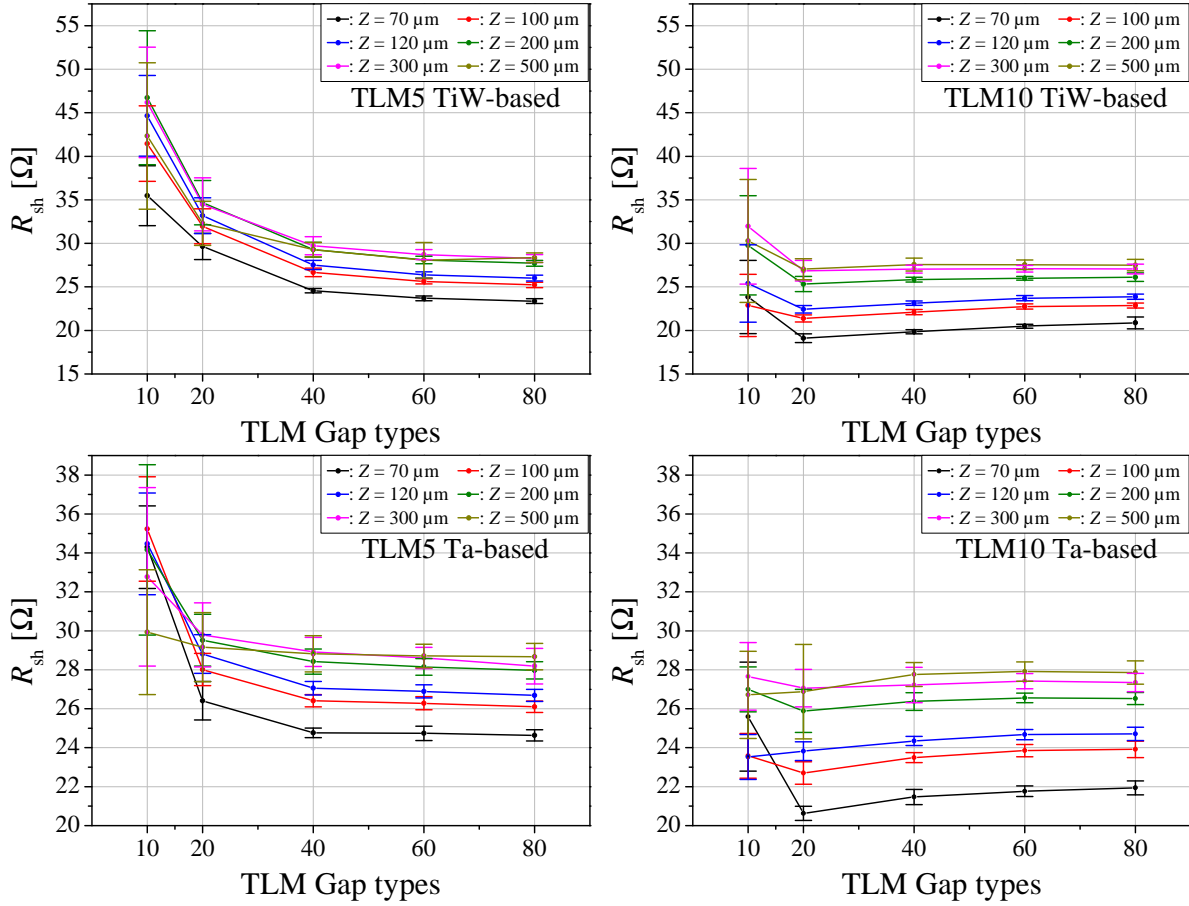 55
50
45
40
35
30
25
20
15
R_sh [Ω]
: Z = 70 µm : Z = 100 µm
: Z = 120 µm : Z = 200 µm
: Z = 300 µm : Z = 500 µm
TLM5 TiW-based
10 20 40 60 80
TLM Gap types
55
50
45
40
35
30
25
20
15
R_sh [Ω]
: Z = 70 µm : Z = 100 µm
: Z = 120 µm : Z = 200 µm
: Z = 300 µm : Z = 500 µm
TLM10 TiW-based
10 20 40 60 80
TLM Gap types
38
36
34
32
30
28
26
24
22
20
R_sh [Ω]
: Z = 70 µm : Z = 100 µm
: Z = 120 µm : Z = 200 µm
: Z = 300 µm : Z = 500 µm
TLM5 Ta-based
10 20 40 60 80
TLM Gap types
38
36
34
32
30
28
26
24
22
20
R_sh [Ω]
: Z = 70 µm : Z = 100 µm
: Z = 120 µm : Z = 200 µm
: Z = 300 µm : Z = 500 µm
TLM10 Ta-based
10 20 40 60 80
TLM Gap types